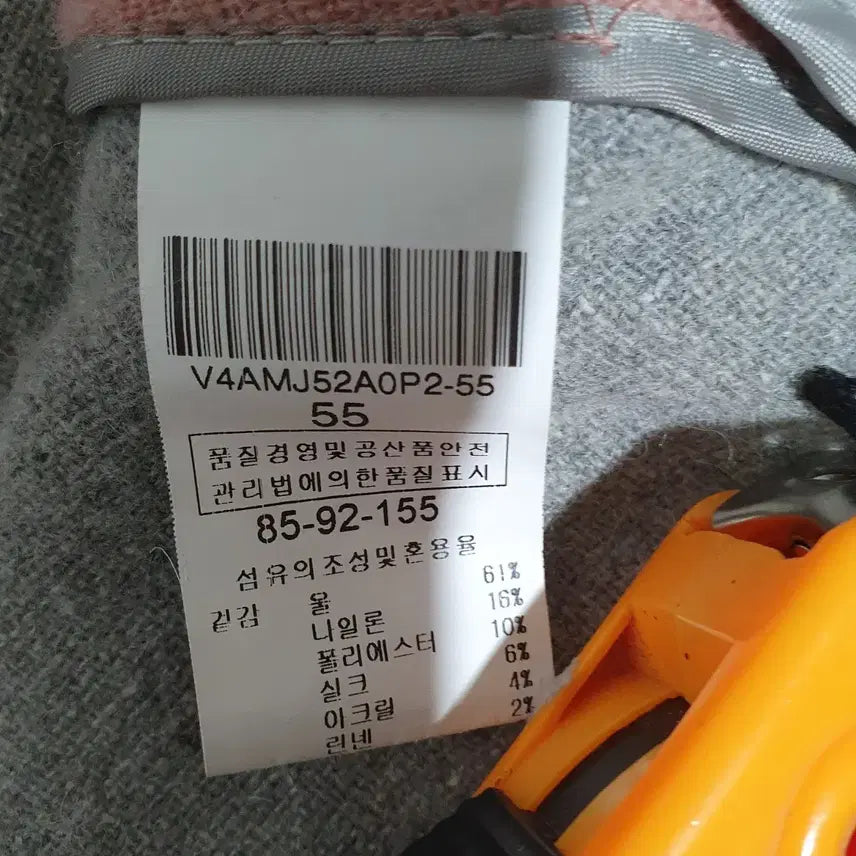 V4AMJ52A0P2-55
55
품질경영및공산품안전
관리법에의한품질표시
85-92-155
섬유의조성및혼용율
겉감 울 61%
나일론 16%
폴리에스터 10%
실크 6%
아크릴 4%
린넨 2%